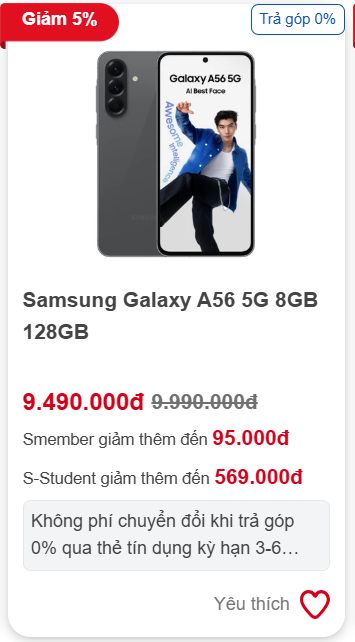 Giảm 5%
Trả góp 0%
Galaxy A56 5G
AI Best Face
Awesome
Intelligence
Samsung Galaxy A56 5G 8GB
128GB
9.490.000đ 9.990.000đ
Smember giảm thêm đến 95.000đ
S-Student giảm thêm đến 569.000đ
Không phí chuyển đổi khi trả góp
0% qua thẻ tín dụng kỳ hạn 3-6…
Yêu thích